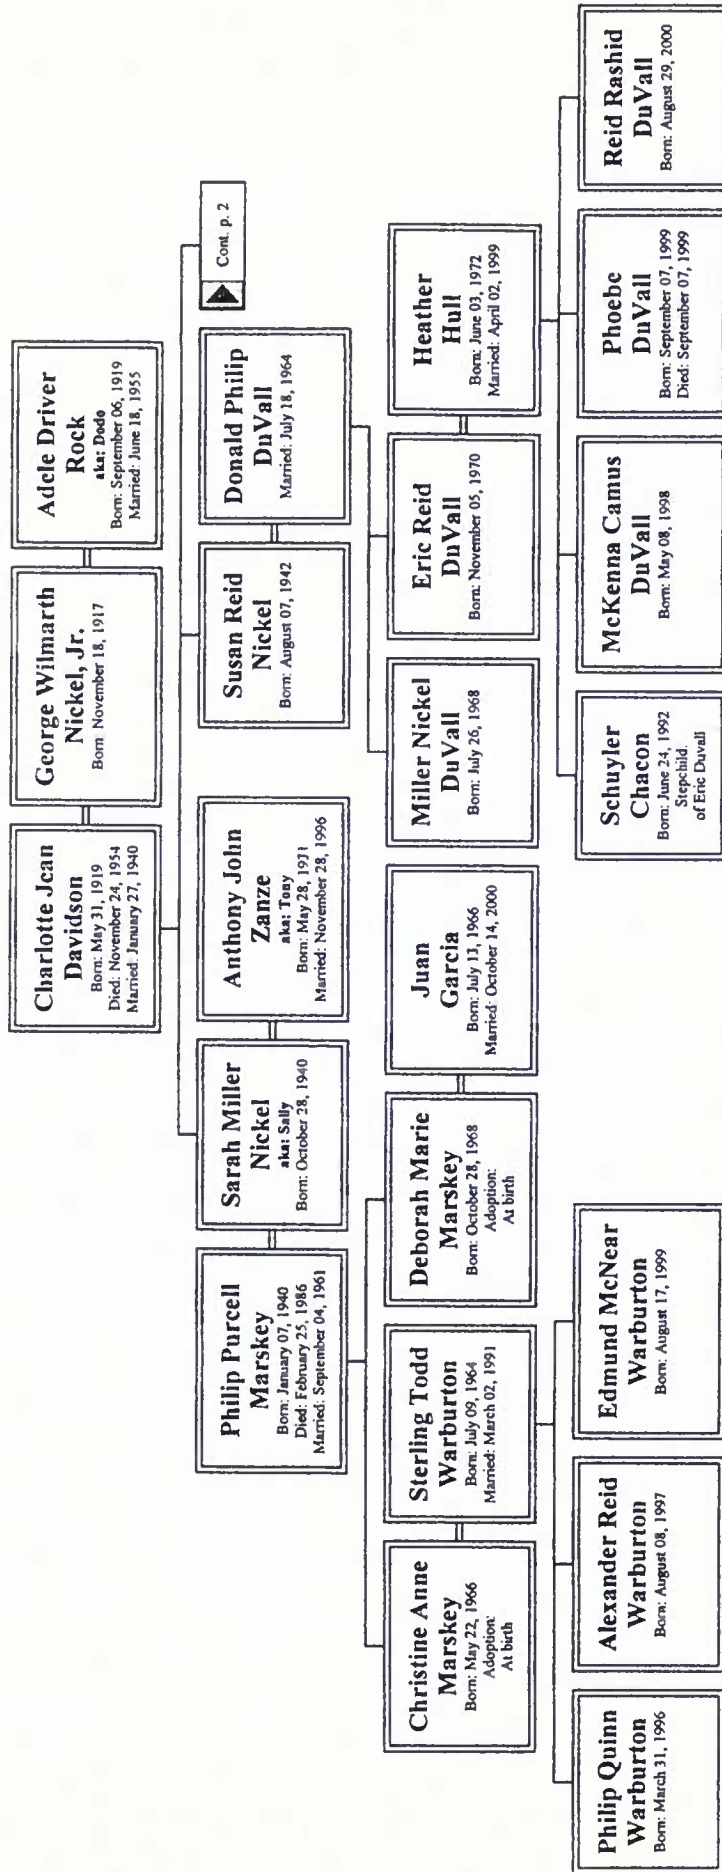 Charlotte Jean
Davidson
Born: May 31, 1919
Died: November 24, 1954
Married: January 27, 1940
George Wilmarth
Nickel, Jr.
Born: November 18, 1917
Adele Driver
Rock
aka: Dodo
Born: September 06, 1919
Married: June 18, 1955
Philip Purcell
Marskey
Born: January 07, 1940
Died: February 25, 1986
Married: September 04, 1961
Sarah Miller
Nickel
aka: Sally
Born: October 28, 1940
Anthony John
Zanze
aka: Tony
Born: May 28, 1931
Married: November 28, 1996
Susan Reid
Nickel
Born: August 07, 1942
Donald Philip
DuVall
Married: July 18, 1964
Cont. p. 2
Christine Anne
Marskey
Born: May 22, 1966
Adoption:
At birth
Sterling Todd
Warburton
Born: July 09, 1964
Married: March 02, 1991
Deborah Marie
Marskey
Born: October 28, 1968
Adoption:
At birth
Juan
Garcia
Born: July 13, 1966
Married: October 14, 2000
Miller Nickel
DuVall
Born: July 26, 1968
Eric Reid
DuVall
Born: November 05, 1970
Heather
Hull
Born: June 03, 1972
Married: April 02, 1999
Philip Quinn
Warburton
Born: March 31, 1996
Alexander Reid
Warburton
Born: August 08, 1997
Edmund McNear
Warburton
Born: August 17, 1999
Schuyler
Chacon
Born: June 24, 1992
Stepchild.
of Eric Duvall
McKenna Camus
DuVall
Born: May 08, 1998
Phoebe
DuVall
Born: September 07, 1999
Died: September 07, 1999
Reid Rashid
DuVall
Born: August 29, 2000